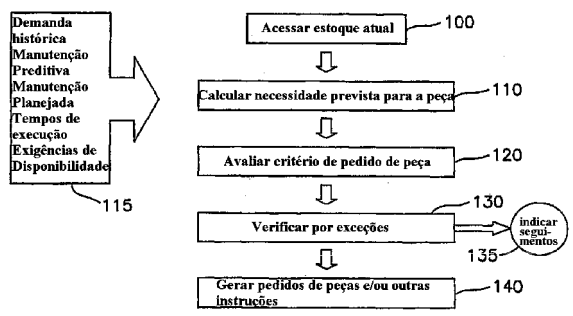 Demanda
histórica
Manutenção
Preditiva
Manutenção
Planejada
Tempos de
execução
Exigências de
Disponibilidade
115
Acessar estoque atual
100
Calcular necessidade prevista para a peça
110
Avaliar critério de pedido de peça
120
Verificar por exceções
130
indicar
segui-
mentos
135
Gerar pedidos de peças e/ou outras
instruções
140